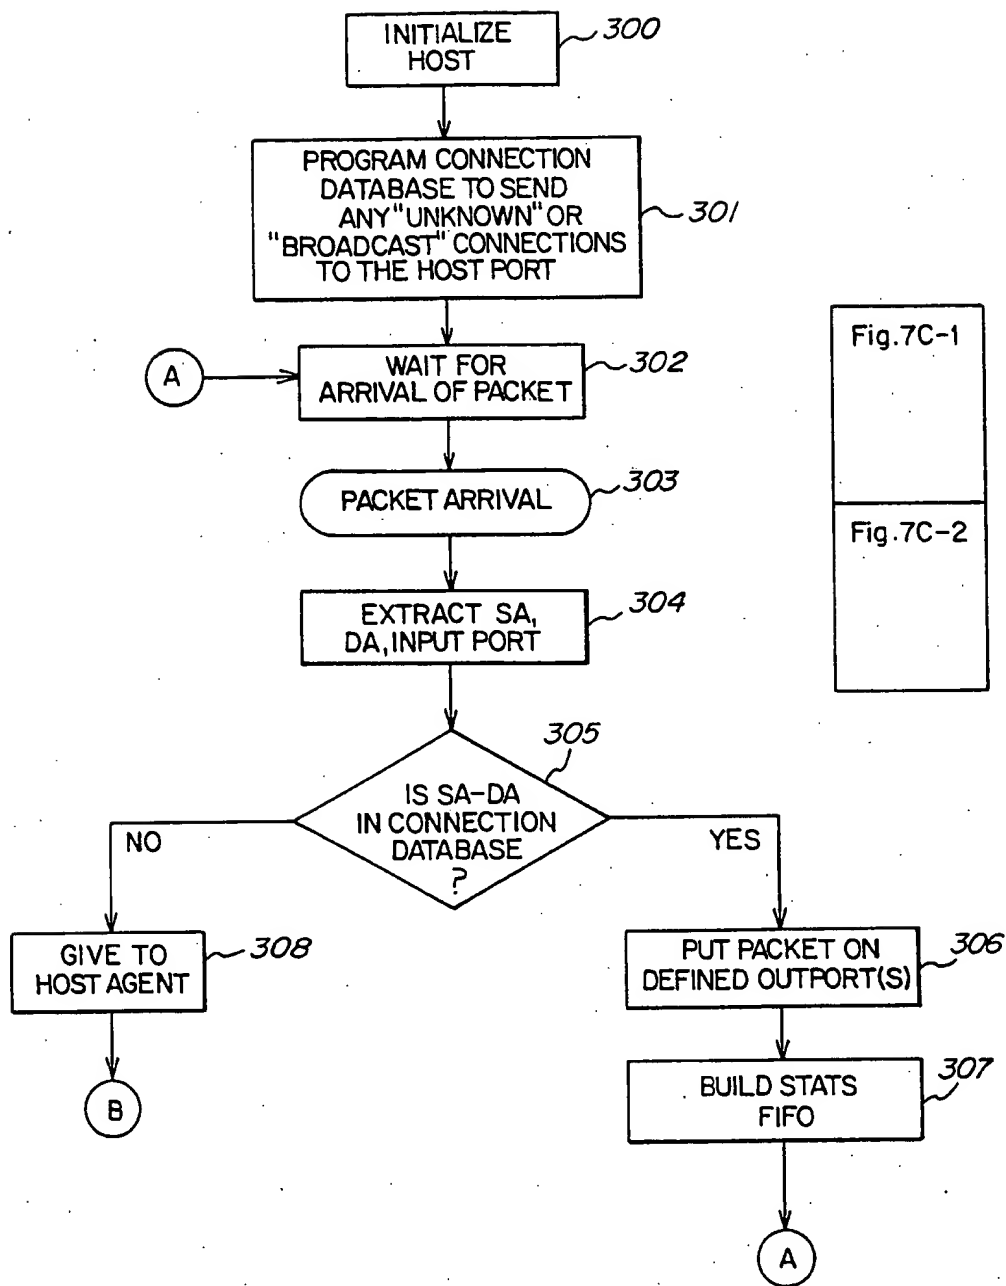 INITIALIZE
HOST
300
PROGRAM CONNECTION
DATABASE TO SEND
ANY "UNKNOWN" OR
"BROADCAST" CONNECTIONS
TO THE HOST PORT
301
A
WAIT FOR
ARRIVAL OF PACKET
302
PACKET ARRIVAL
303
EXTRACT SA,
DA, INPUT PORT
304
Fig.7C-1
Fig.7C-2
305
IS SA-DA
IN CONNECTION
DATABASE
?
NO
YES
GIVE TO
HOST AGENT
308
B
PUT PACKET ON
DEFINED OUTPORT(S)
306
BUILD STATS
FIFO
307
A